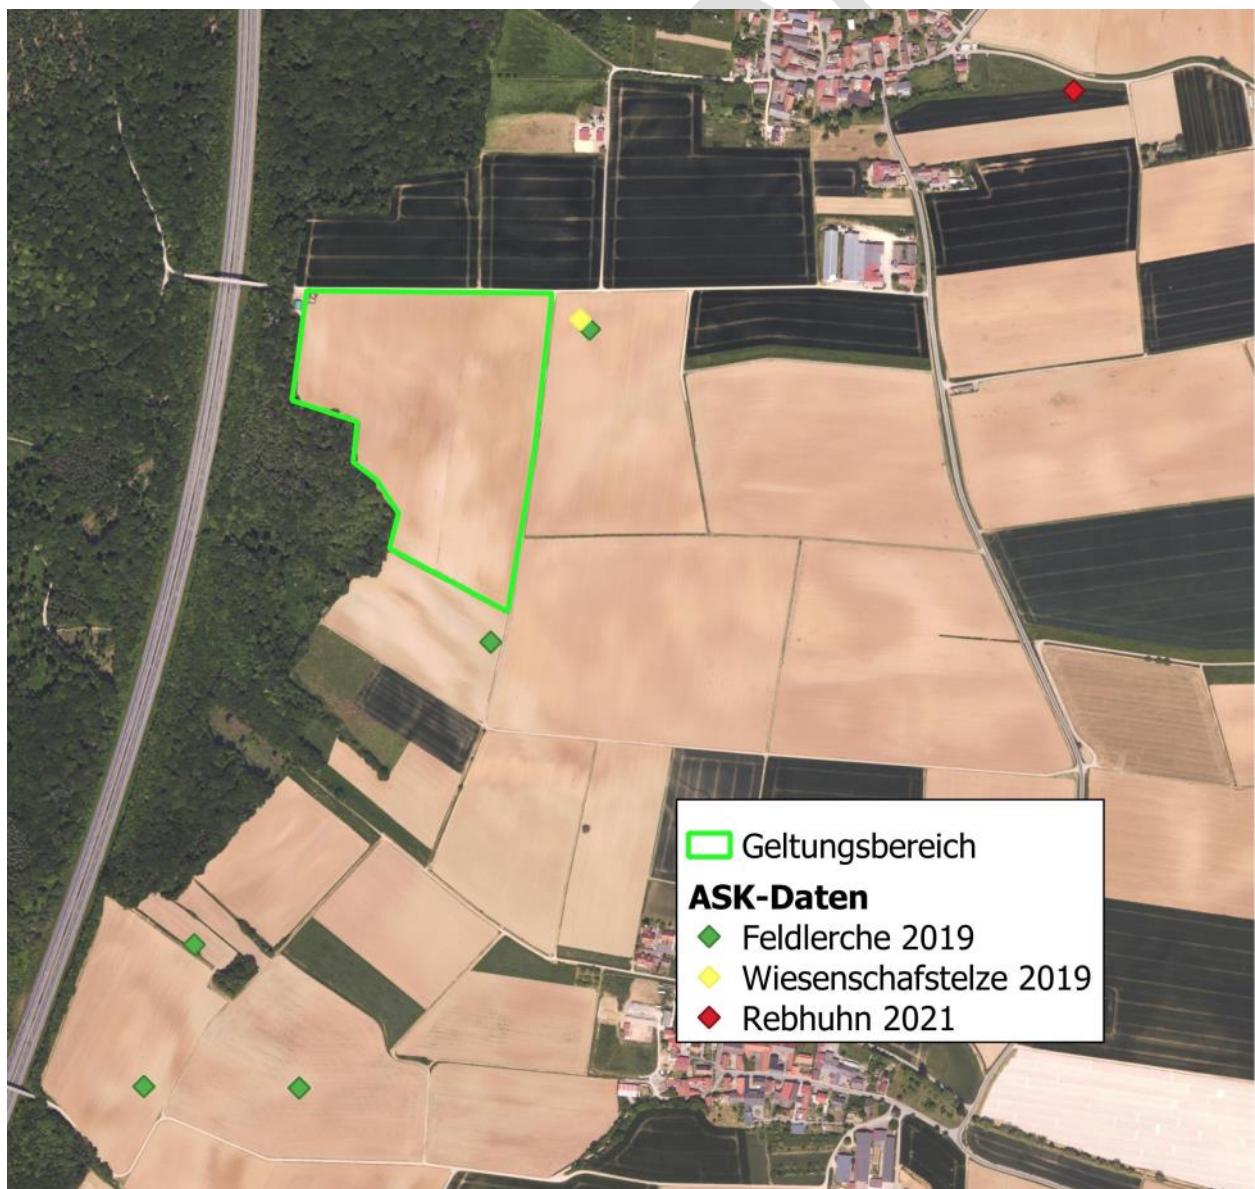 Geltungsbereich
ASK-Daten
Feldlerche 2019
Wiesenschafstelze 2019
Rebhuhn 2021